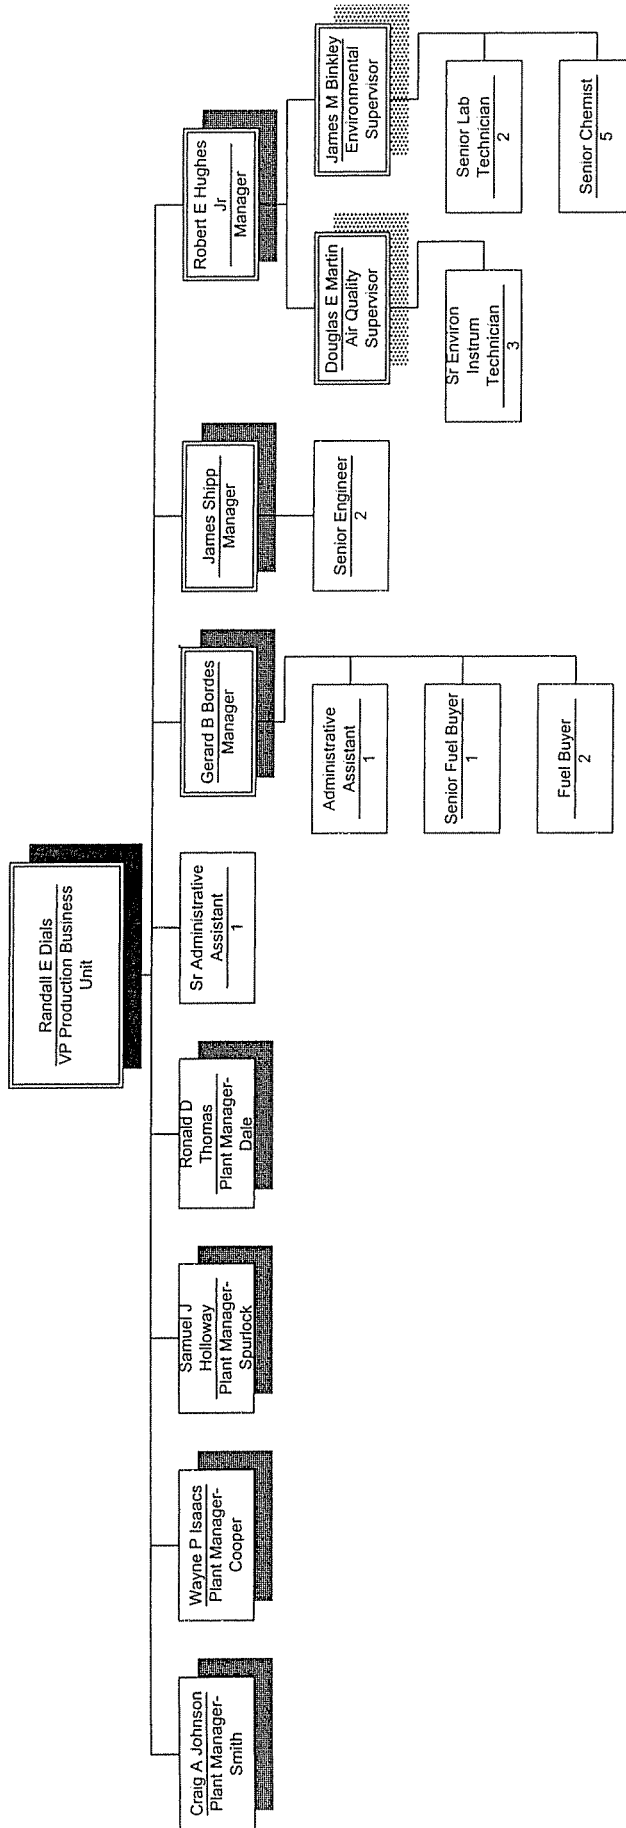 Randall E Dials
VP Production Business
Unit
Craig A Johnson
Plant Manager-
Smith
Wayne P Isaacs
Plant Manager-
Cooper
Samuel J
Holloway
Plant Manager-
Spurlock
Ronald D
Thomas
Plant Manager-
Dale
Sr Administrative
Assistant
1
Gerard B Bordes
Manager
James Shipp
Manager
Robert E Hughes
Jr
Manager
Administrative
Assistant
1
Senior Fuel Buyer
1
Fuel Buyer
2
Senior Engineer
2
Douglas E Martin
Air Quality
Supervisor
James M Binkley
Environmental
Supervisor
Sr Environ
Instrum
Technician
3
Senior Lab
Technician
2
Senior Chemist
5